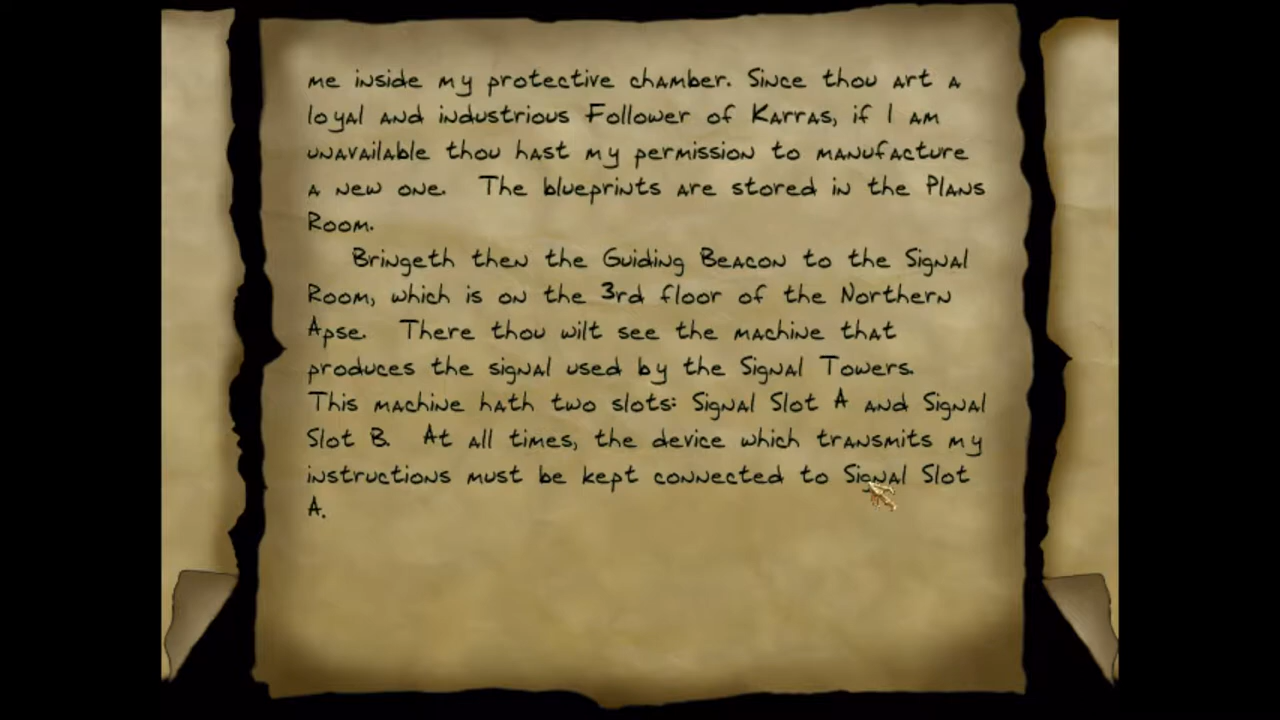 me inside my protective chamber. Since thou art a
loyal and industrious Follower of Karras, if I am
unavailable thou hast my permission to manufacture
a new one. The blueprints are stored in the Plans
Room.
Bringeth then the Guiding Beacon to the Signal
Room, which is on the 3rd floor of the Northern
Apse. There thou wilt see the machine that
produces the signal used by the Signal Towers.
This machine hath two slots: Signal Slot A and Signal
Slot B. At all times, the device which transmits my
instructions must be kept connected to Signal Slot
A.